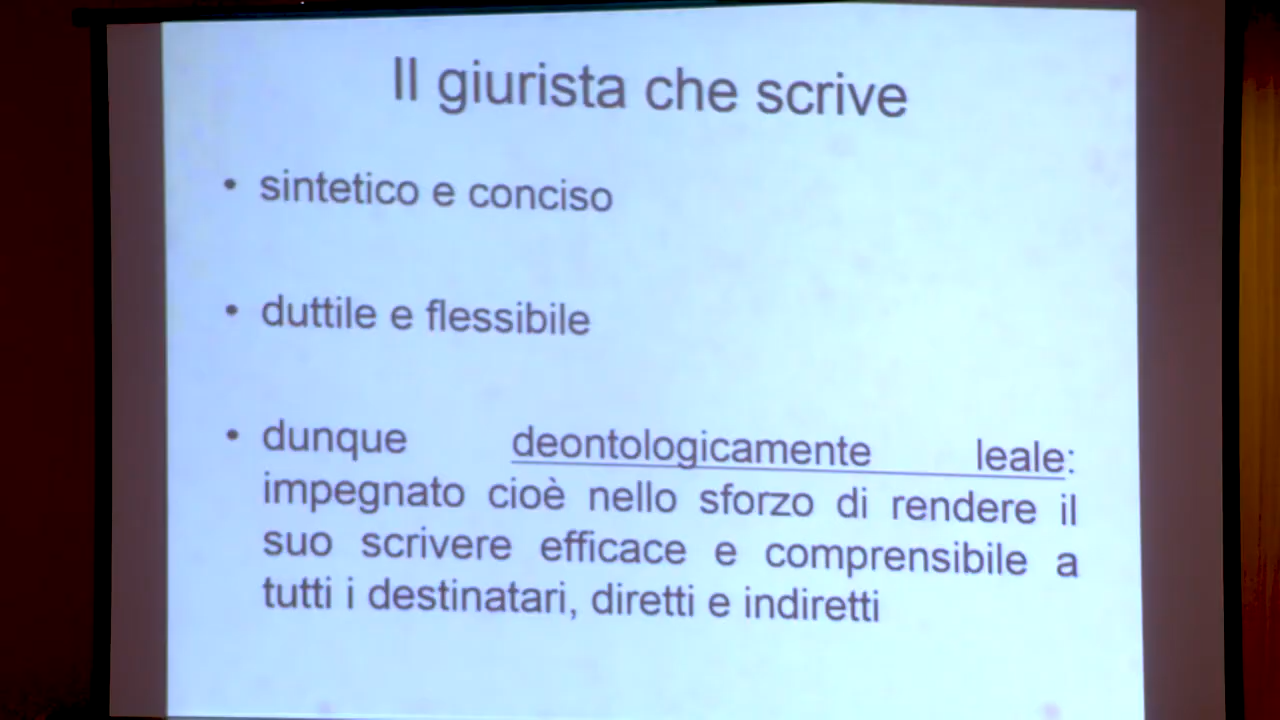 Il giurista che scrive
• sintetico e conciso
• duttile e flessibile
• dunque deontologicamente leale:
impegnato cioè nello sforzo di rendere il
suo scrivere efficace e comprensibile a
tutti i destinatari, diretti e indiretti